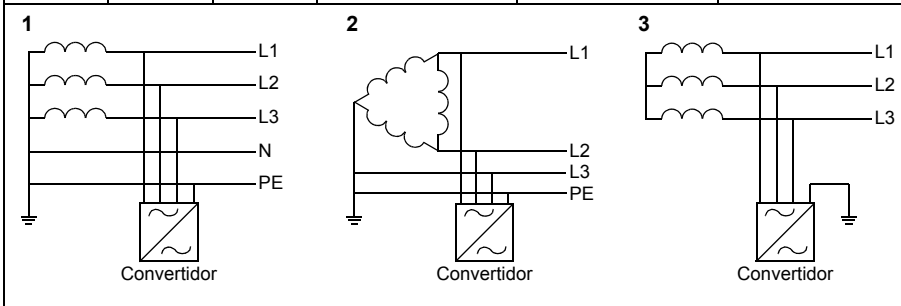 1
L1
L2
L3
N
PE
Convertidor
2
L1
L2
L3
PE
Convertidor
3
L1
L2
L3
Convertidor